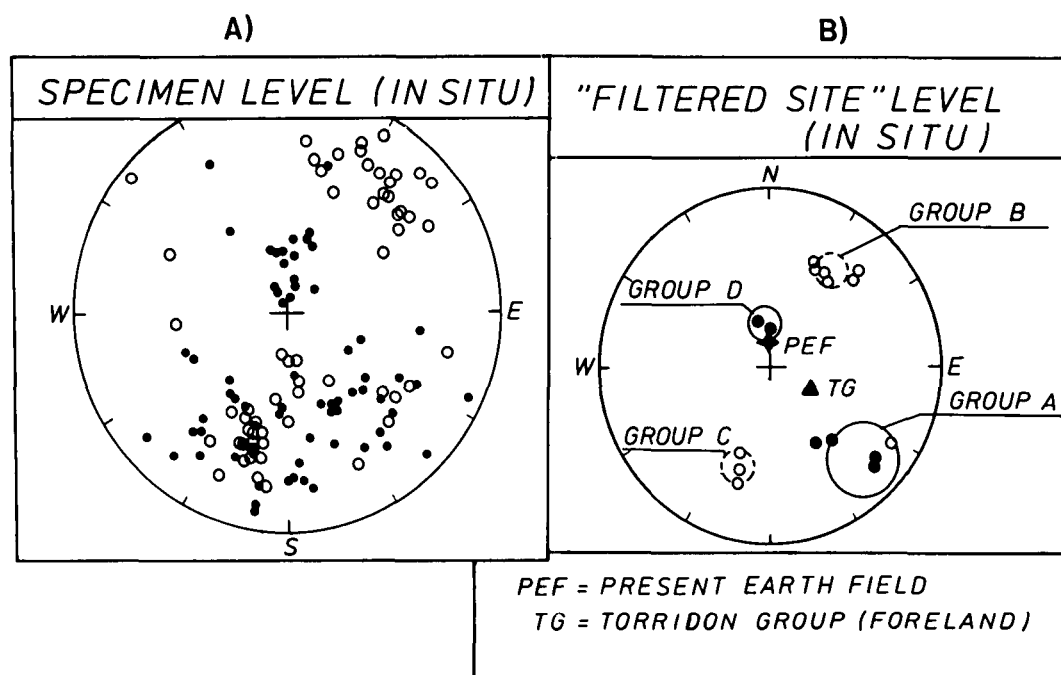 A)
SPECIMEN LEVEL (IN SITU)
W
E
S
B)
"FILTERED SITE" LEVEL
(IN SITU)
N
GROUP B
GROUP D
PEF
W
E
TG
GROUP A
GROUP C
PEF = PRESENT EARTH FIELD
TG = TORRIDON GROUP (FORELAND)